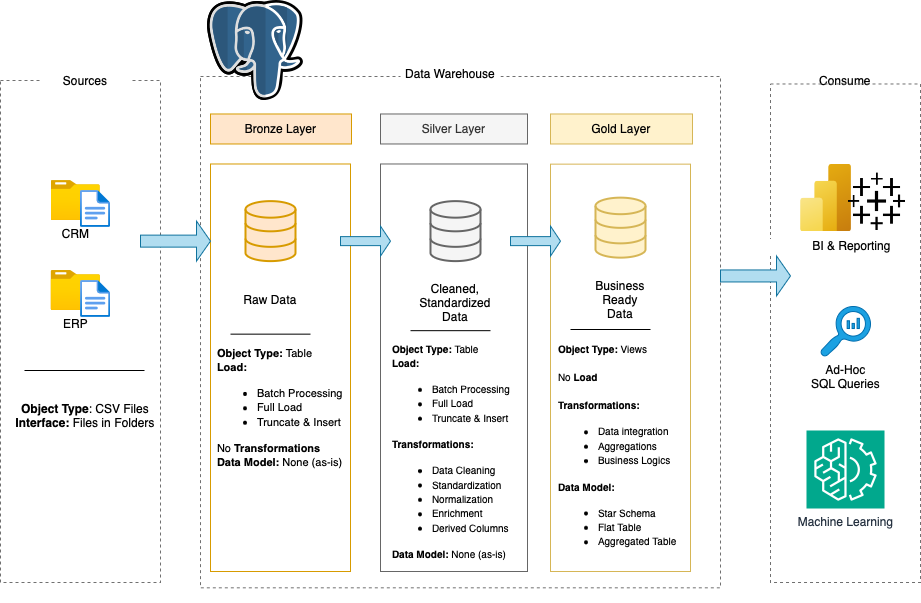 Sources
Data Warehouse
Consume
Bronze Layer
Silver Layer
Gold Layer
CRM
ERP
Object Type: CSV Files
Interface: Files in Folders
Raw Data
Object Type: Table
Load:
Batch Processing
Full Load
Truncate & Insert
No Transformations
Data Model: None (as-is)
Cleaned,
Standardized
Data
Object Type: Table
Load:
Batch Processing
Full Load
Truncate & Insert
Transformations:
Data Cleaning
Standardization
Normalization
Enrichment
Derived Columns
Data Model: None (as-is)
Business
Ready
Data
Object Type: Views
No Load
Transformations:
Data integration
Aggregations
Business Logics
Data Model:
Star Schema
Flat Table
Aggregated Table
BI & Reporting
Ad-Hoc
SQL Queries
Machine Learning